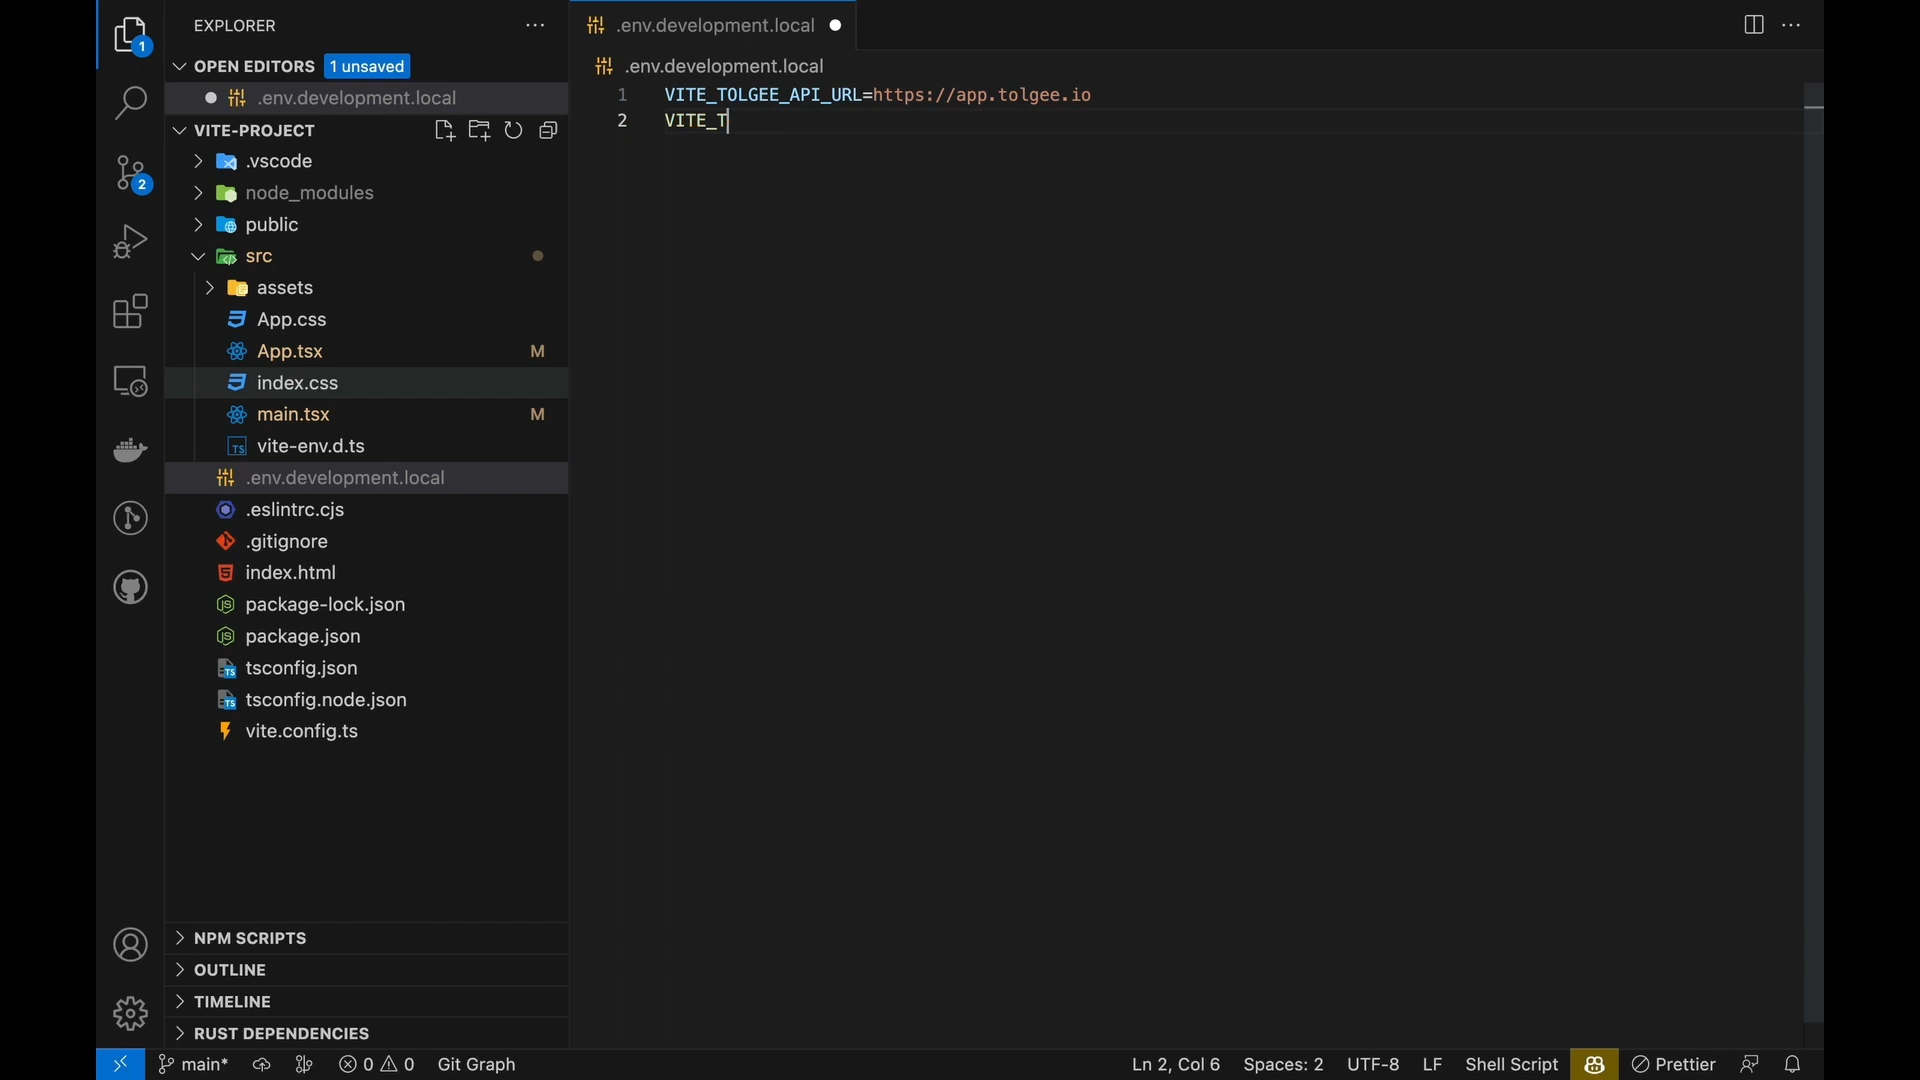 1
EXPLORER
.env.development.local
OPEN EDITORS 1 unsaved
.env.development.local
.env.development.local
1 VITE_TOLGEE_API_URL=https://app.tolgee.io
2 VITE_T
VITE-PROJECT
.vscode
2
node_modules
public
src
assets
App.css
App.tsx M
index.css
main.tsx M
TS vite-env.d.ts
.env.development.local
.eslintrc.cjs
.gitignore
index.html
package-lock.json
package.json
tsconfig.json
tsconfig.node.json
vite.config.ts
NPM SCRIPTS
OUTLINE
TIMELINE
RUST DEPENDENCIES
main* 0 0 Git Graph Ln 2, Col 6 Spaces: 2 UTF-8 LF Shell Script Prettier